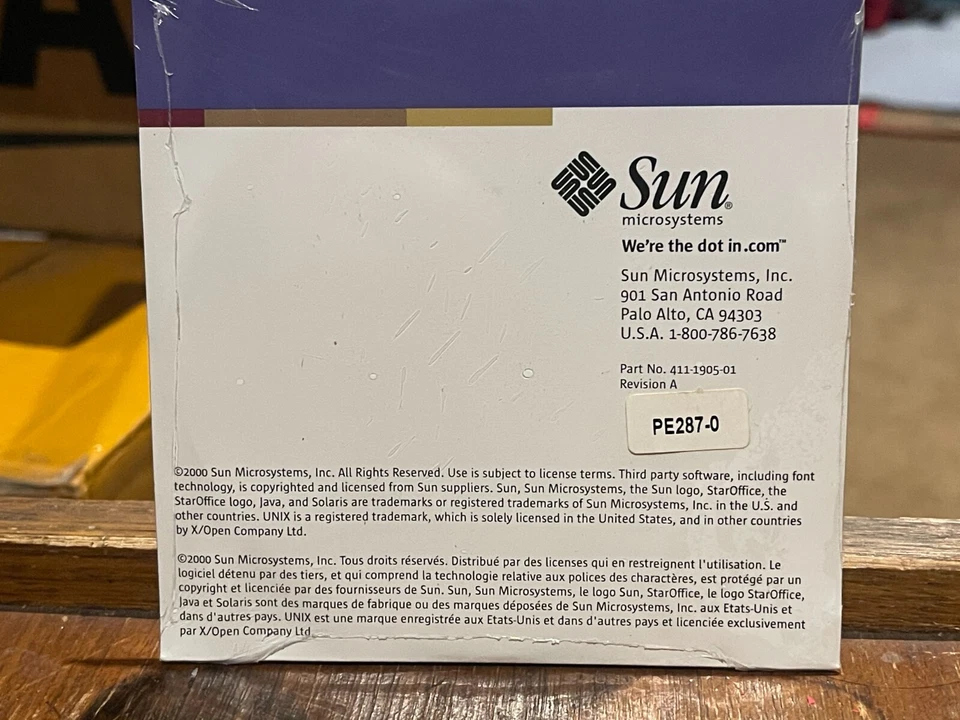 A
Sun®
microsystems
We're the dot in .com™
Sun Microsystems, Inc.
901 San Antonio Road
Palo Alto, CA 94303
U.S.A. 1-800-786-7638
Part No. 411-1905-01
Revision A
PE287-0
©2000 Sun Microsystems, Inc. All Rights Reserved. Use is subject to license terms. Third party software, including font
technology, is copyrighted and licensed from Sun suppliers. Sun, Sun Microsystems, the Sun logo, StarOffice, the
StarOffice logo, Java, and Solaris are trademarks or registered trademarks of Sun Microsystems, Inc. in the U.S. and
other countries. UNIX is a registered trademark, which is solely licensed in the United States, and in other countries
by X/Open Company Ltd.
©2000 Sun Microsystems, Inc. Tous droits réservés. Distribué par des licenses qui en restreignent l'utilisation. Le
logiciel détenu par des tiers, et qui comprend la technologie relative aux polices des charactères, est protégé par un
copyright et licenciée par des fournisseurs de Sun. Sun, Sun Microsystems, le logo Sun, StarOffice, le logo StarOffice,
Java et Solaris sont des marques de fabrique ou des marques déposées de Sun Microsystems, Inc. aux Etats-Unis et
dans d'autres pays. UNIX est une marque enregistrée aux Etats-Unis et dans d'autres pays et licenciée exclusivement
par X/Open Company Ltd